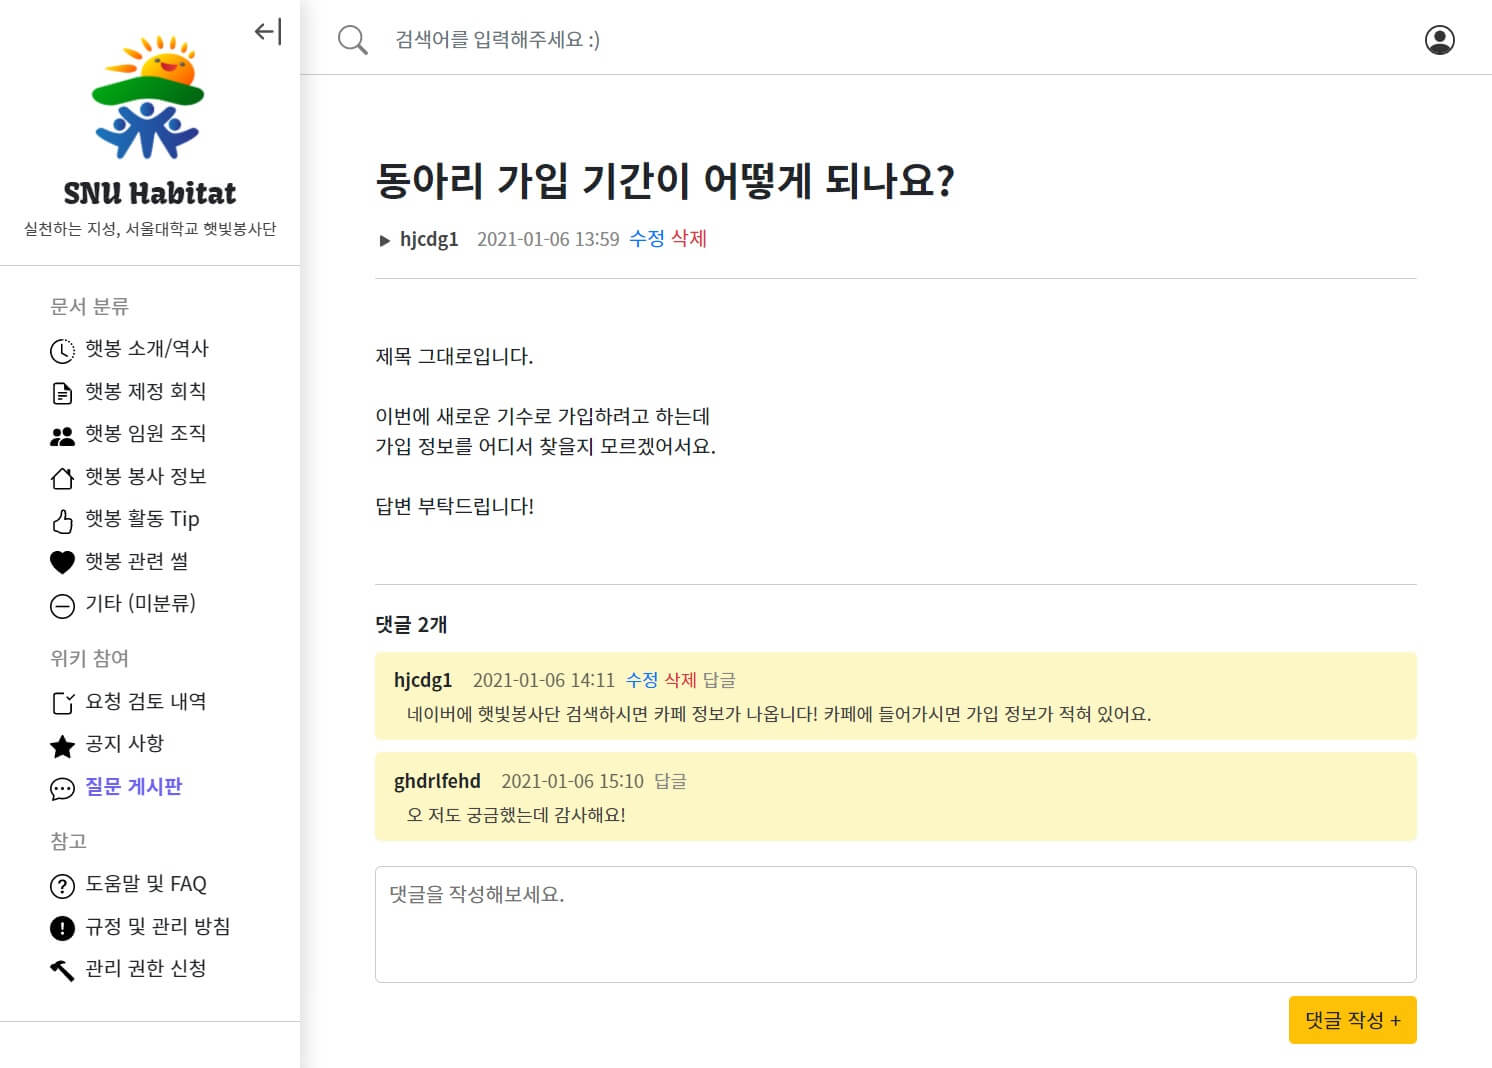 SNU Habitat
실천하는 지성, 서울대학교 햇빛봉사단
문서 분류
햇봉 소개/역사
햇봉 제정 회칙
햇봉 임원 조직
햇봉 봉사 정보
햇봉 활동 Tip
햇봉 관련 썰
기타 (미분류)
위키 참여
요청 검토 내역
공지 사항
질문 게시판
참고
도움말 및 FAQ
규정 및 관리 방침
관리 권한 신청
검색어를 입력해주세요 :)
동아리 가입 기간이 어떻게 되나요?
▶ hjcdg1 2021-01-06 13:59 수정 삭제
제목 그대로입니다.
이번에 새로운 기수로 가입하려고 하는데
가입 정보를 어디서 찾을지 모르겠어서요.
답변 부탁드립니다!
댓글 2개
hjcdg1 2021-01-06 14:11 수정 삭제 답글
네이버에 햇빛봉사단 검색하시면 카페 정보가 나옵니다! 카페에 들어가시면 가입 정보가 적혀 있어요.
ghdrlfehd 2021-01-06 15:10 답글
오 저도 궁금했는데 감사해요!
댓글을 작성해보세요.
댓글 작성 +